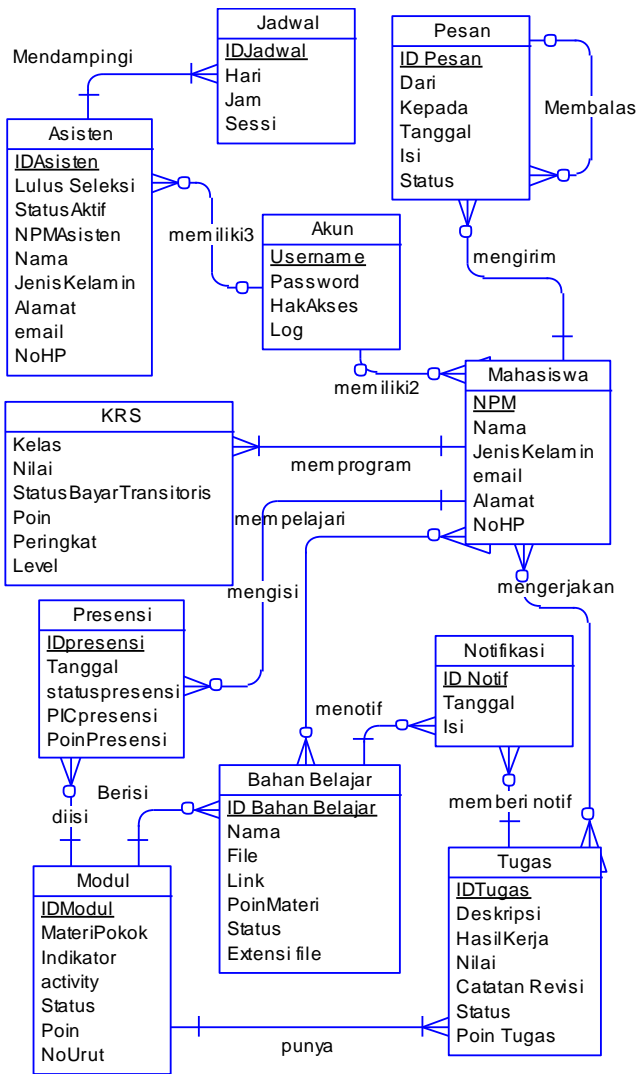 Jadwal
IDJadwal
Hari
Jam
Sessi
Pesan
ID Pesan
Dari
Kepada
Tanggal
Isi
Status
Mendampingi
Membalas
Asisten
IDAsisten
Lulus Seleksi
StatusAktif
NPMAsisten
Nama
JenisKelamin
Alamat
email
NoHP
memiliki3
Akun
Username
Password
HakAkses
Log
mengirim
memiliki2
Mahasiswa
NPM
Nama
JenisKelamin
email
Alamat
NoHP
KRS
Kelas
Nilai
StatusBayarTransitoris
Poin
Peringkat
Level
memprogram
mempelajari
mengisi
mengerjakan
Presensi
IDpresensi
Tanggal
statuspresensi
PICpresensi
PoinPresensi
Notifikasi
ID Notif
Tanggal
Isi
menotif
Berisi
diisi
memberi notif
Bahan Belajar
ID Bahan Belajar
Nama
File
Link
PoinMateri
Status
Extensi file
Modul
IDModul
MateriPokok
Indikator
activity
Status
Poin
NoUrut
Tugas
IDTugas
Deskripsi
HasilKerja
Nilai
Catatan Revisi
Status
Poin Tugas
punya